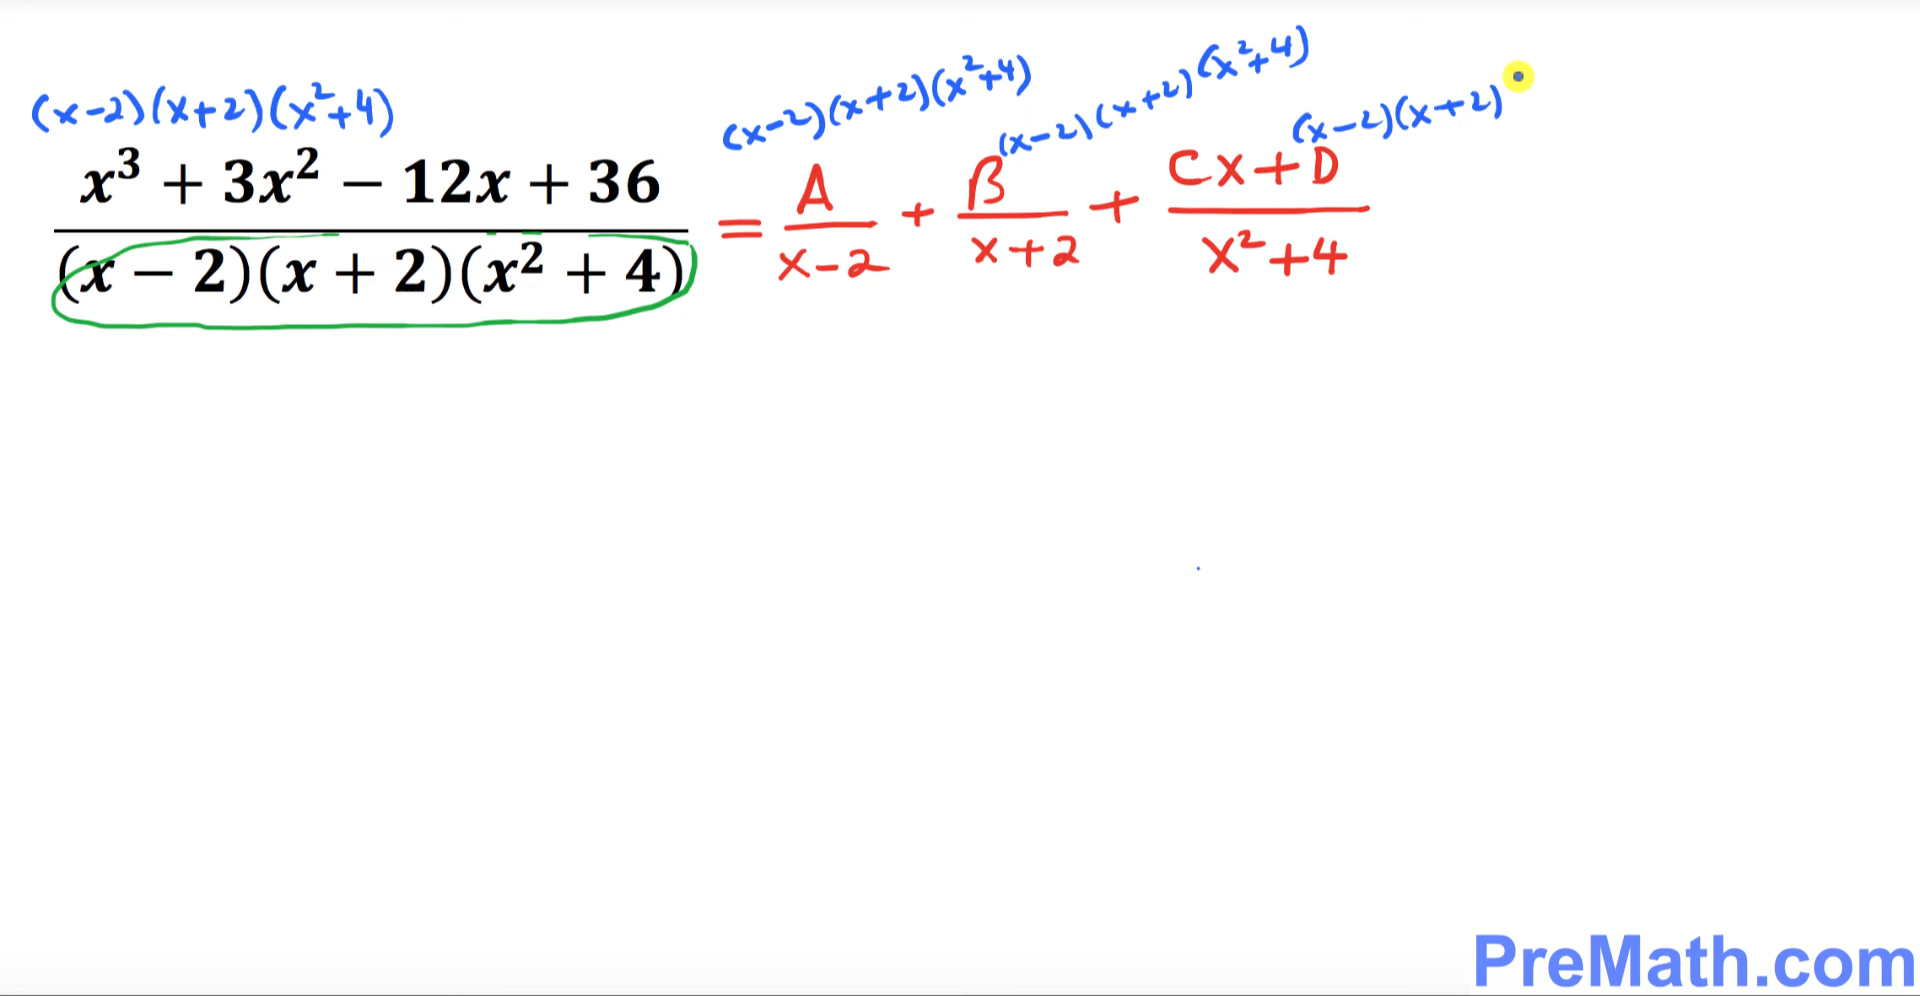 (x-2)(x+2)(x²+4) (x-2)(x+2)(x²+4) (x-2)(x+2)(x²+4) (x-2)(x+2)
x³ + 3x² − 12x + 36 / (x − 2)(x + 2)(x² + 4) = A/x-2 + B/x+2 + Cx+D/x²+4
PreMath.com